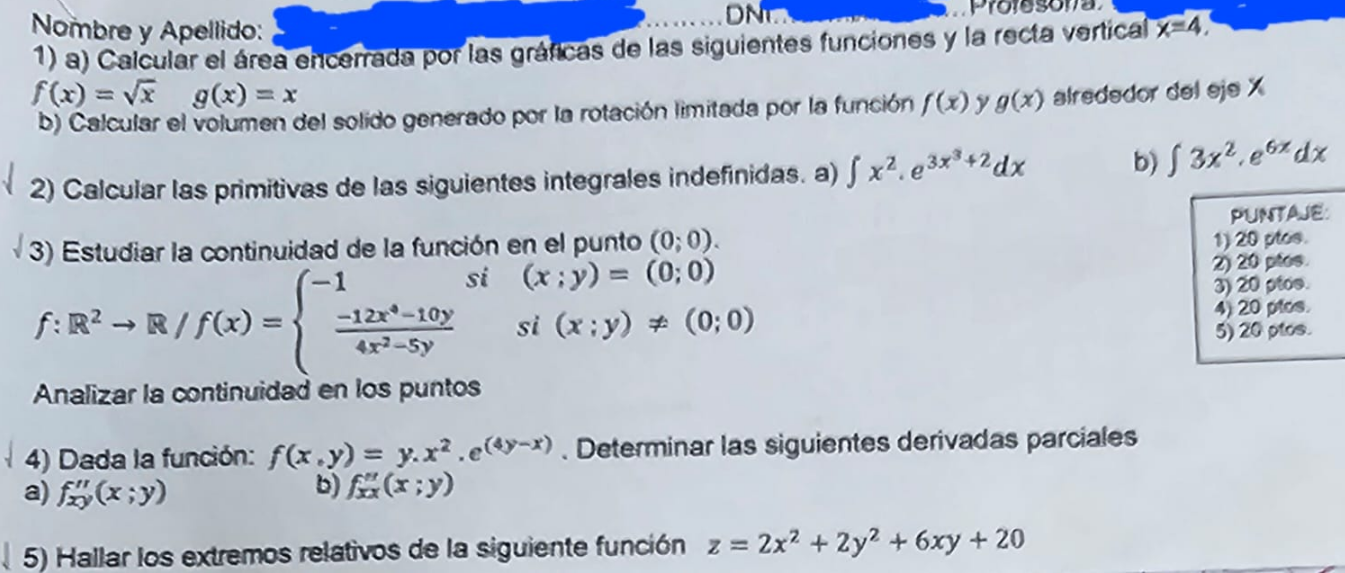 Nombre y Apellido: ..........DNI... ...Profesora:
1) a) Calcular el área encerrada por las gráficas de las siguientes funciones y la recta vertical x=4.
f(x) = √x g(x) = x
b) Calcular el volumen del solido generado por la rotación limitada por la función f(x) y g(x) alrededor del eje X
√ 2) Calcular las primitivas de las siguientes integrales indefinidas. a) ∫ x². e^{3x³+2}dx b) ∫ 3x². e^{6x}dx
PUNTAJE:
1) 20 ptos.
2) 20 ptos.
3) 20 ptos.
4) 20 ptos.
5) 20 ptos.
√ 3) Estudiar la continuidad de la función en el punto (0; 0).
f: ℝ² → ℝ / f(x) = { −1 si (x ; y) = (0; 0)
(−12x⁴−10y)/(4x²−5y) si (x ; y) ≠ (0; 0)
Analizar la continuidad en los puntos
√ 4) Dada la función: f(x , y) = y. x² . e^{(4y−x)} . Determinar las siguientes derivadas parciales
a) f''_{xy}(x ; y) b) f'''_{xx}(x ; y)
5) Hallar los extremos relativos de la siguiente función z = 2x² + 2y² + 6xy + 20